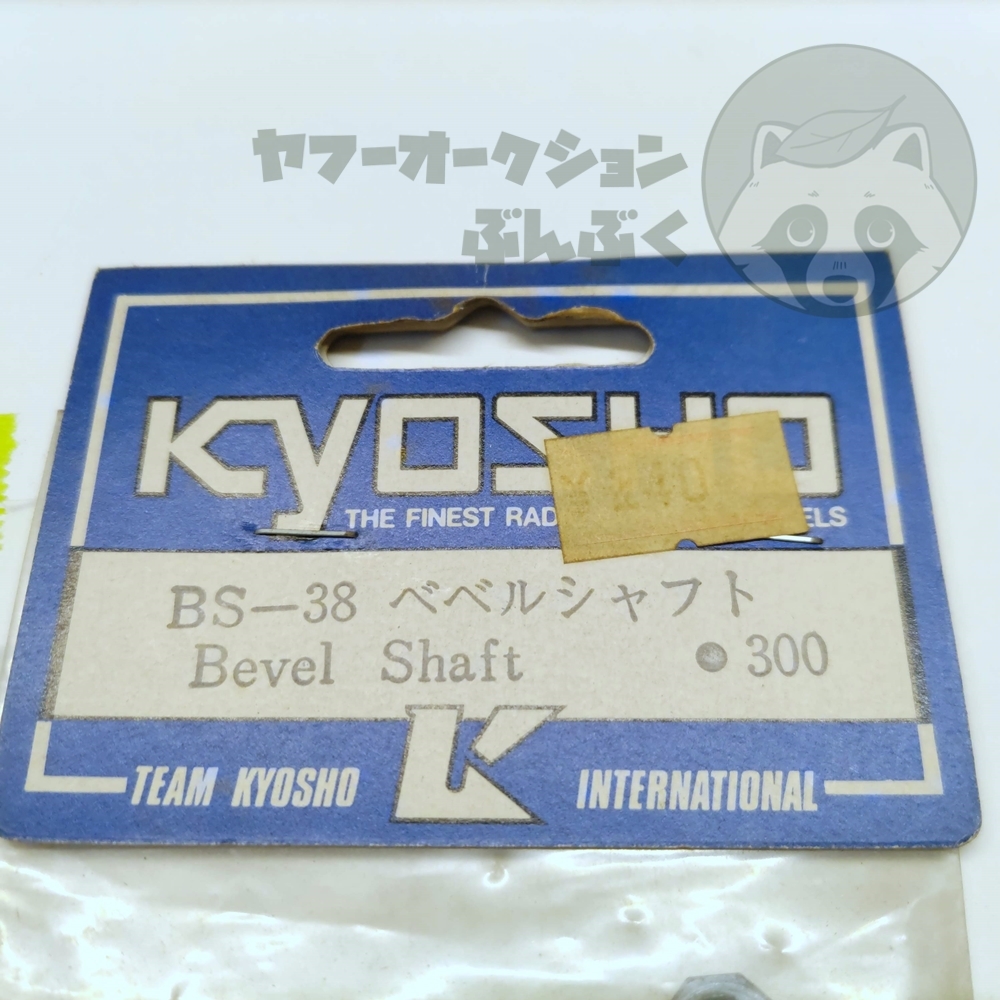 ヤフーオークション
ぶんぶく
KYOSHO
THE FINEST RAD ELS
BS-38 ベベルシャフト
Bevel Shaft ●300
K
TEAM KYOSHO INTERNATIONAL